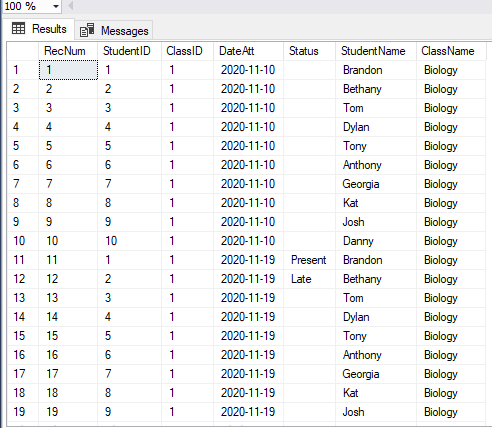 100 %
Results Messages
RecNum StudentID ClassID DateAtt Status StudentName ClassName
1 1 1 1 2020-11-10 Brandon Biology
2 2 2 1 2020-11-10 Bethany Biology
3 3 3 1 2020-11-10 Tom Biology
4 4 4 1 2020-11-10 Dylan Biology
5 5 5 1 2020-11-10 Tony Biology
6 6 6 1 2020-11-10 Anthony Biology
7 7 7 1 2020-11-10 Georgia Biology
8 8 8 1 2020-11-10 Kat Biology
9 9 9 1 2020-11-10 Josh Biology
10 10 10 1 2020-11-10 Danny Biology
11 11 1 1 2020-11-19 Present Brandon Biology
12 12 2 1 2020-11-19 Late Bethany Biology
13 13 3 1 2020-11-19 Tom Biology
14 14 4 1 2020-11-19 Dylan Biology
15 15 5 1 2020-11-19 Tony Biology
16 16 6 1 2020-11-19 Anthony Biology
17 17 7 1 2020-11-19 Georgia Biology
18 18 8 1 2020-11-19 Kat Biology
19 19 9 1 2020-11-19 Josh Biology